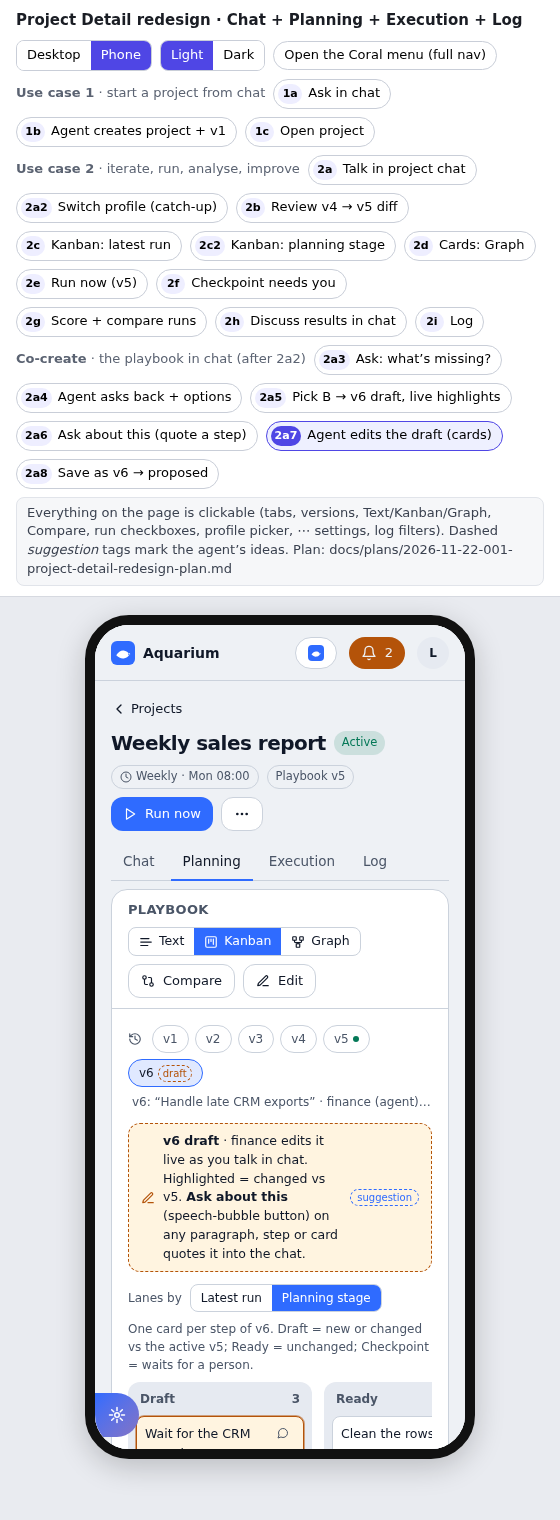 Project Detail redesign · Chat + Planning + Execution + Log
Desktop Phone Light Dark Open the Coral menu (full nav)
Use case 1 · start a project from chat 1a Ask in chat
1b Agent creates project + v1 1c Open project
Use case 2 · iterate, run, analyse, improve 2a Talk in project chat
2a2 Switch profile (catch-up) 2b Review v4 → v5 diff
2c Kanban: latest run 2c2 Kanban: planning stage 2d Cards: Graph
2e Run now (v5) 2f Checkpoint needs you
2g Score + compare runs 2h Discuss results in chat 2i Log
Co-create · the playbook in chat (after 2a2) 2a3 Ask: what’s missing?
2a4 Agent asks back + options 2a5 Pick B → v6 draft, live highlights
2a6 Ask about this (quote a step) 2a7 Agent edits the draft (cards)
2a8 Save as v6 → proposed
Everything on the page is clickable (tabs, versions, Text/Kanban/Graph,
Compare, run checkboxes, profile picker, ··· settings, log filters). Dashed
suggestion tags mark the agent’s ideas. Plan: docs/plans/2026-11-22-001-
project-detail-redesign-plan.md
Aquarium 2 L
Projects
Weekly sales report Active
Weekly · Mon 08:00 Playbook v5
Run now ···
Chat Planning Execution Log
PLAYBOOK
Text Kanban Graph
Compare Edit
v1 v2 v3 v4 v5
v6 draft
v6: “Handle late CRM exports” · finance (agent)…
v6 draft · finance edits it
live as you talk in chat.
Highlighted = changed vs
v5. Ask about this
(speech-bubble button) on
any paragraph, step or card
quotes it into the chat.
suggestion
Lanes by Latest run Planning stage
One card per step of v6. Draft = new or changed
vs the active v5; Ready = unchanged; Checkpoint
= waits for a person.
Draft 3 Ready
Wait for the CRM Clean the rows